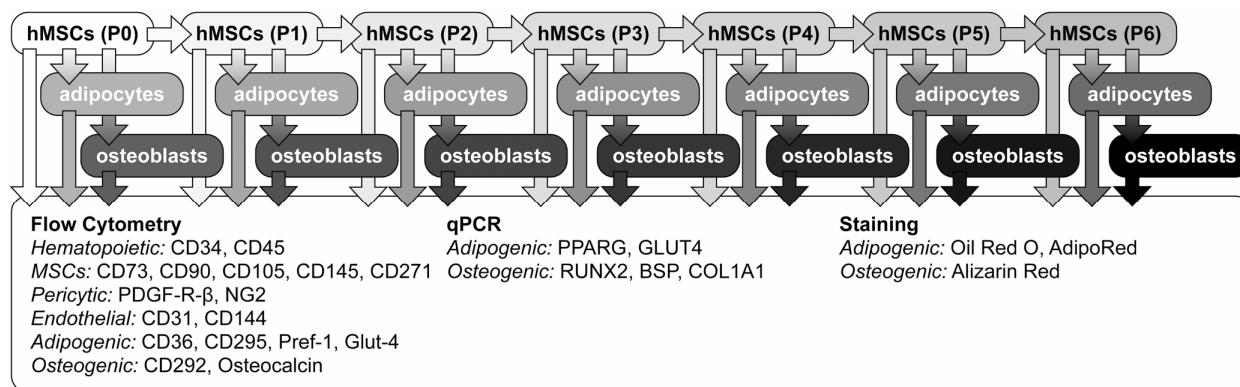 hMSCs (P0) hMSCs (P1) hMSCs (P2) hMSCs (P3) hMSCs (P4) hMSCs (P5) hMSCs (P6)
adipocytes adipocytes adipocytes adipocytes adipocytes adipocytes adipocytes
osteoblasts osteoblasts osteoblasts osteoblasts osteoblasts osteoblasts osteoblasts
Flow Cytometry
Hematopoietic: CD34, CD45
MSCs: CD73, CD90, CD105, CD145, CD271
Pericytic: PDGF-R-β, NG2
Endothelial: CD31, CD144
Adipogenic: CD36, CD295, Pref-1, Glut-4
Osteogenic: CD292, Osteocalcin
qPCR
Adipogenic: PPARG, GLUT4
Osteogenic: RUNX2, BSP, COL1A1
Staining
Adipogenic: Oil Red O, AdipoRed
Osteogenic: Alizarin Red